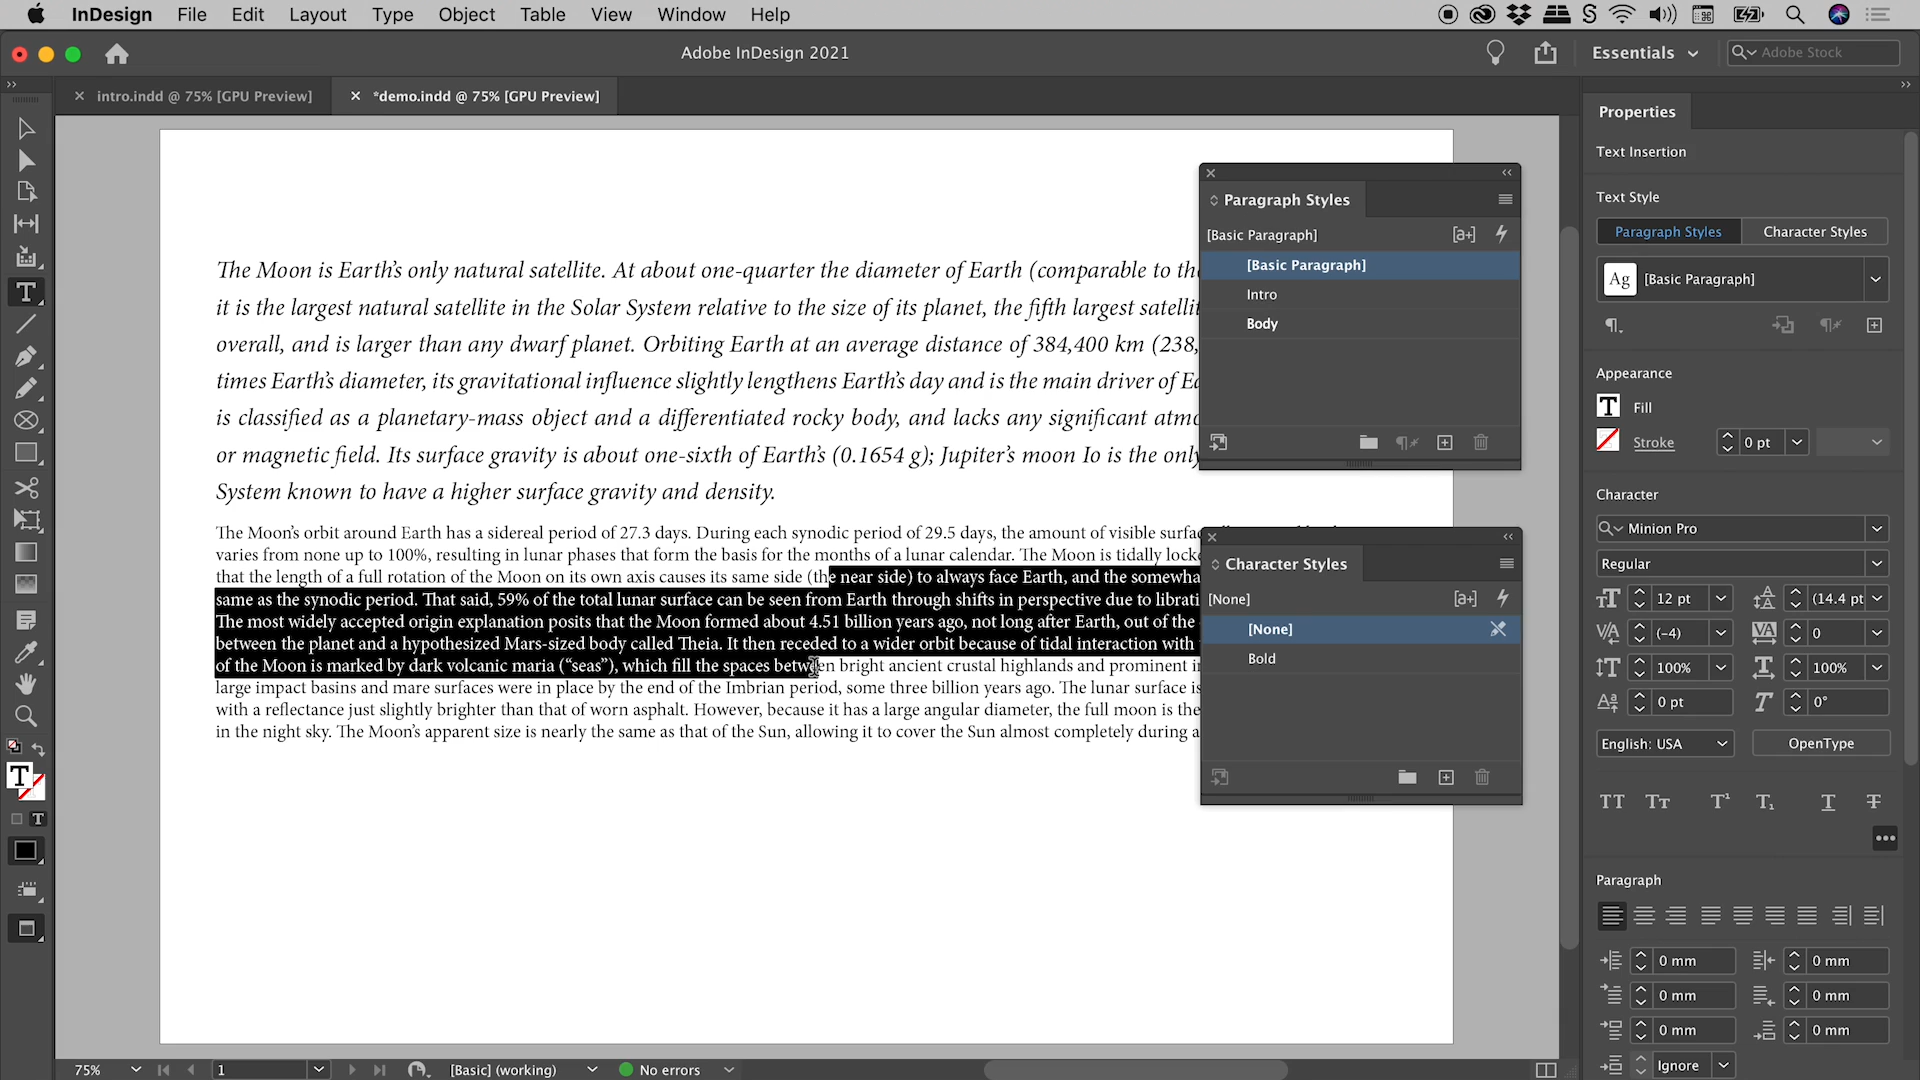 InDesign File Edit Layout Type Object Table View Window Help
Adobe InDesign 2021
Essentials
Adobe Stock
intro.indd @ 75% [GPU Preview]
*demo.indd @ 75% [GPU Preview]
The Moon is Earth's only natural satellite. At about one-quarter the diameter of Earth (comparable to the
it is the largest natural satellite in the Solar System relative to the size of its planet, the fifth largest satelli
overall, and is larger than any dwarf planet. Orbiting Earth at an average distance of 384,400 km (238,
times Earth's diameter, its gravitational influence slightly lengthens Earth's day and is the main driver of Ea
is classified as a planetary-mass object and a differentiated rocky body, and lacks any significant atmo
or magnetic field. Its surface gravity is about one-sixth of Earth's (0.1654 g); Jupiter's moon Io is the only
System known to have a higher surface gravity and density.
The Moon's orbit around Earth has a sidereal period of 27.3 days. During each synodic period of 29.5 days, the amount of visible surfac
varies from none up to 100%, resulting in lunar phases that form the basis for the months of a lunar calendar. The Moon is tidally locke
that the length of a full rotation of the Moon on its own axis causes its same side (the near side) to always face Earth, and the somewha
same as the synodic period. That said, 59% of the total lunar surface can be seen from Earth through shifts in perspective due to librati
The most widely accepted origin explanation posits that the Moon formed about 4.51 billion years ago, not long after Earth, out of the
between the planet and a hypothesized Mars-sized body called Theia. It then receded to a wider orbit because of tidal interaction with
of the Moon is marked by dark volcanic maria ("seas"), which fill the spaces between bright ancient crustal highlands and prominent i
large impact basins and mare surfaces were in place by the end of the Imbrian period, some three billion years ago. The lunar surface is
with a reflectance just slightly brighter than that of worn asphalt. However, because it has a large angular diameter, the full moon is the
in the night sky. The Moon's apparent size is nearly the same as that of the Sun, allowing it to cover the Sun almost completely during a
Paragraph Styles
[Basic Paragraph]
[a+]
[Basic Paragraph]
Intro
Body
Character Styles
[None]
[a+]
[None]
Bold
Properties
Text Insertion
Text Style
Paragraph Styles Character Styles
Ag [Basic Paragraph]
Appearance
T Fill
Stroke 0 pt
Character
Minion Pro
Regular
12 pt (14.4 pt
(-4) 0
100% 100%
0 pt 0°
English: USA OpenType
TT Tt T¹ T₁ T T
Paragraph
0 mm 0 mm
0 mm 0 mm
0 mm 0 mm
Ignore
75% 1 [Basic] (working) No errors